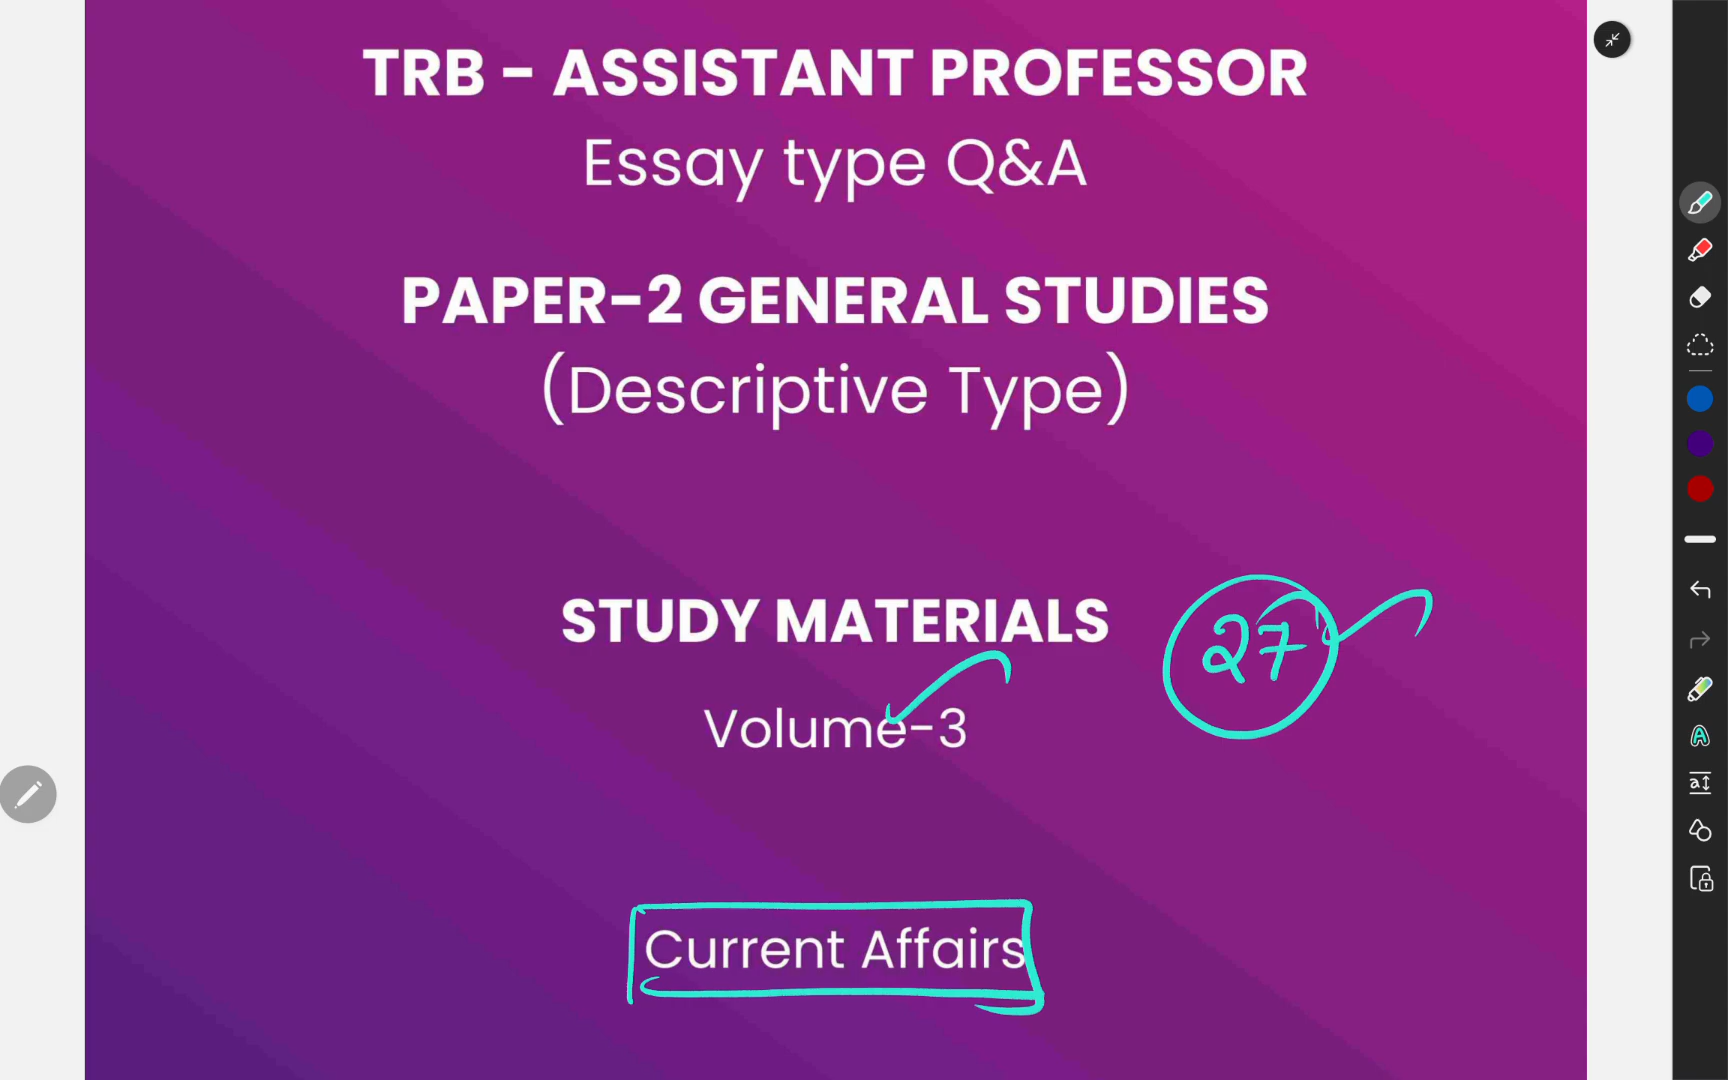 TRB - ASSISTANT PROFESSOR
Essay type Q&A
PAPER-2 GENERAL STUDIES
(Descriptive Type)
STUDY MATERIALS
27
Volume-3
Current Affairs
A
a